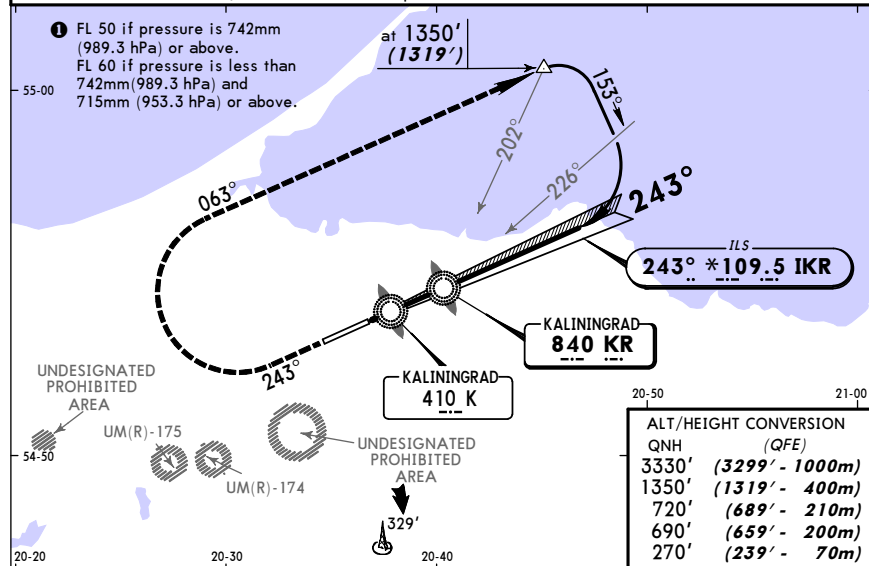 1 FL 50 if pressure is 742mm
(989.3 hPa) or above.
FL 60 if pressure is less than
742mm(989.3 hPa) and
715mm (953.3 hPa) or above.
at 1350'
(1319')
55-00
153°
202°
226°
063°
243°
ILS
243° *109.5 IKR
KALININGRAD
840 KR
KALININGRAD
410 K
243°
UNDESIGNATED
PROHIBITED
AREA
UM(R)-175
UM(R)-174
UNDESIGNATED
PROHIBITED
AREA
329'
54-50
20-20
20-30
20-40
20-50
21-00
ALT/HEIGHT CONVERSION
QNH (QFE)
3330' (3299' - 1000m)
1350' (1319' - 400m)
720' (689' - 210m)
690' (659' - 200m)
270' (239' - 70m)